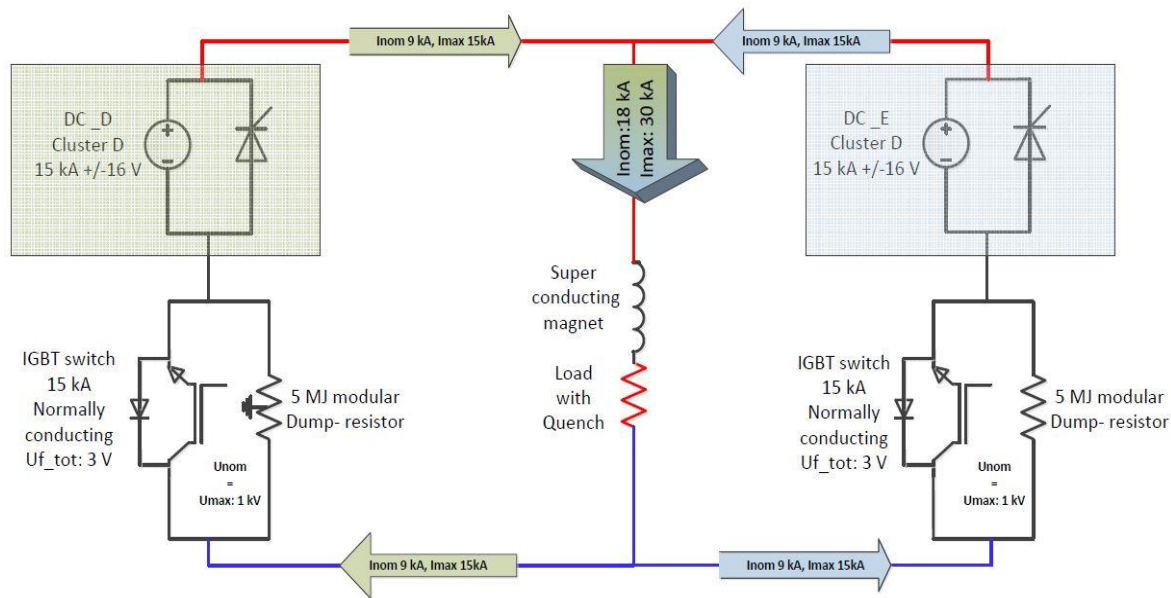 Inom 9 kA, Imax 15kA
Inom 9 kA, Imax 15kA
DC _D
Cluster D
15 kA +/-16 V
Inom:18 kA
Imax: 30 kA
DC _E
Cluster D
15 kA +/-16 V
Super
conducting
magnet
Load
with
Quench
IGBT switch
15 kA
Normally
conducting
Uf_tot: 3 V
5 MJ modular
Dump- resistor
Unom
=
Umax: 1 kV
IGBT switch
15 kA
Normally
conducting
Uf_tot: 3 V
5 MJ modular
Dump- resistor
Unom
=
Umax: 1 kV
Inom 9 kA, Imax 15kA
Inom 9 kA, Imax 15kA